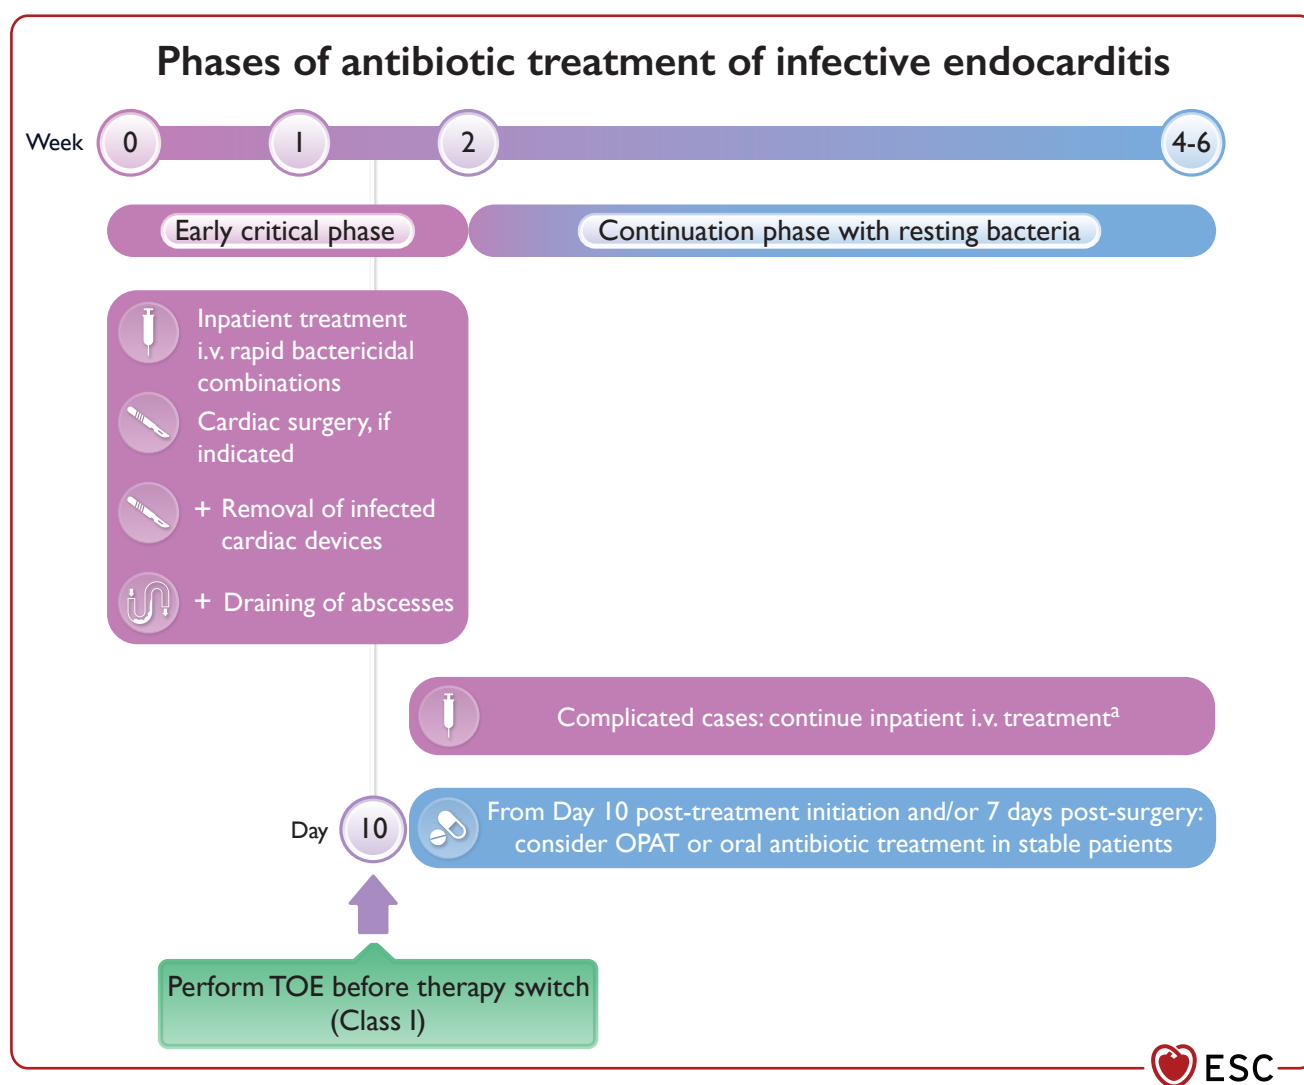 Phases of antibiotic treatment of infective endocarditis
Week 0 1 2 4-6
Early critical phase
Continuation phase with resting bacteria
Inpatient treatment
i.v. rapid bactericidal
combinations
Cardiac surgery, if
indicated
+ Removal of infected
cardiac devices
+ Draining of abscesses
Complicated cases: continue inpatient i.v. treatmentᵃ
Day 10
From Day 10 post-treatment initiation and/or 7 days post-surgery:
consider OPAT or oral antibiotic treatment in stable patients
Perform TOE before therapy switch
(Class I)
ESC